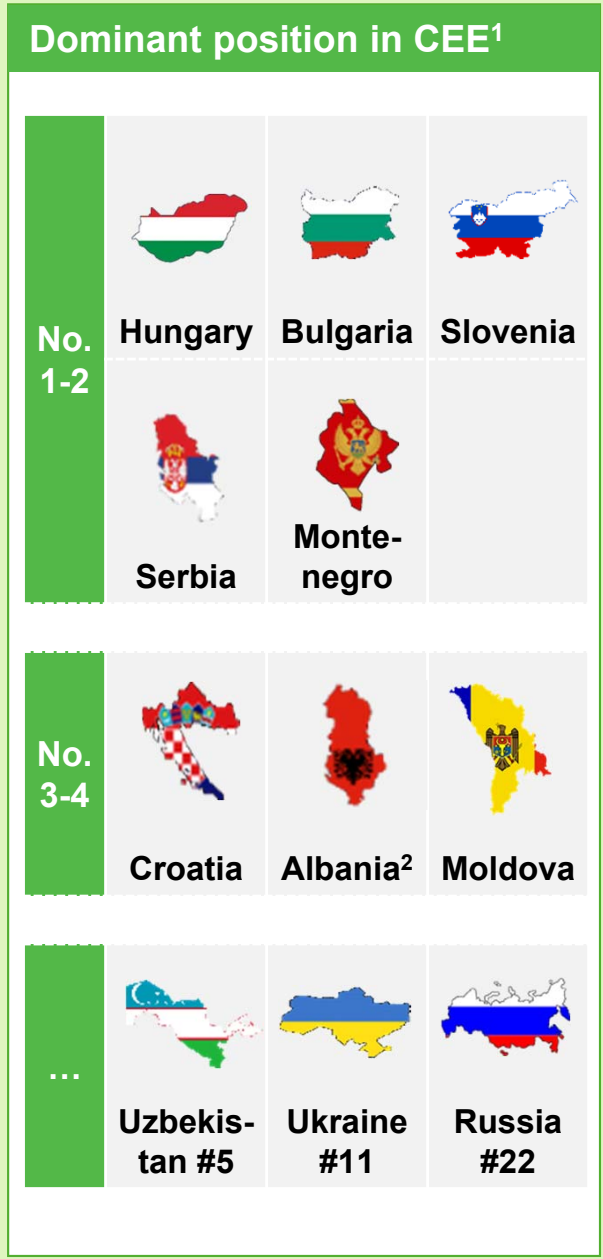 Dominant position in CEE¹
No.
1-2
Hungary Bulgaria Slovenia
Serbia
Monte-
negro
No.
3-4
Croatia Albania² Moldova
...
Uzbekis-
tan #5
Ukraine
#11
Russia
#22